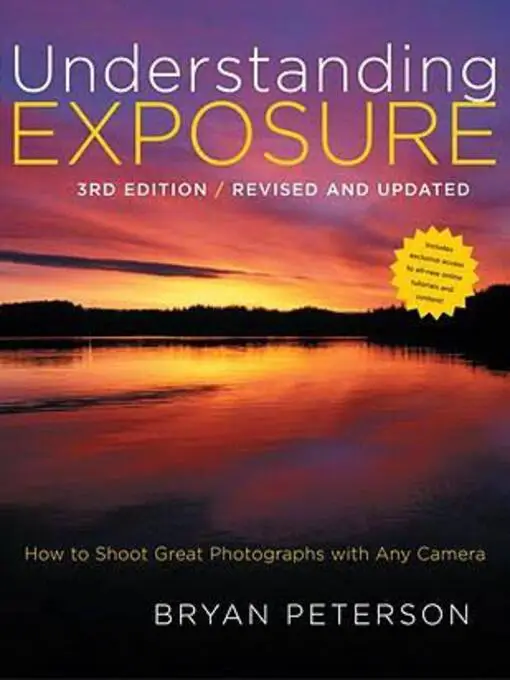 Understanding
EXPOSURE
3RD EDITION / REVISED AND UPDATED
Includes
exclusive access
to all-new online
tutorials and
content!
How to Shoot Great Photographs with Any Camera
BRYAN PETERSON